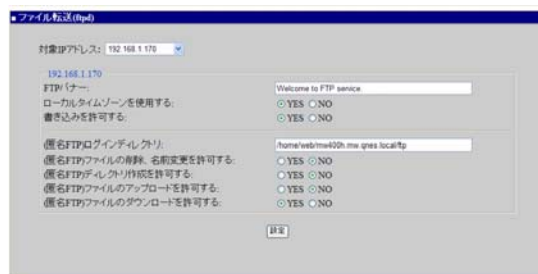 ■ファイル転送(ftpd)
対象IPアドレス: 192.168.1.170
192.168.1.170
FTPバナー: Welcome to FTP service.
ローカルタイムゾーンを使用する: YES NO
書き込みを許可する: YES NO
(匿名FTP)ログインディレクトリ: /home/web/mw400h.mw.qnes.local/ftp
(匿名FTP)ファイルの削除、名前変更を許可する: YES NO
(匿名FTP)ディレクトリ作成を許可する: YES NO
(匿名FTP)ファイルのアップロードを許可する: YES NO
(匿名FTP)ファイルのダウンロードを許可する: YES NO
設定